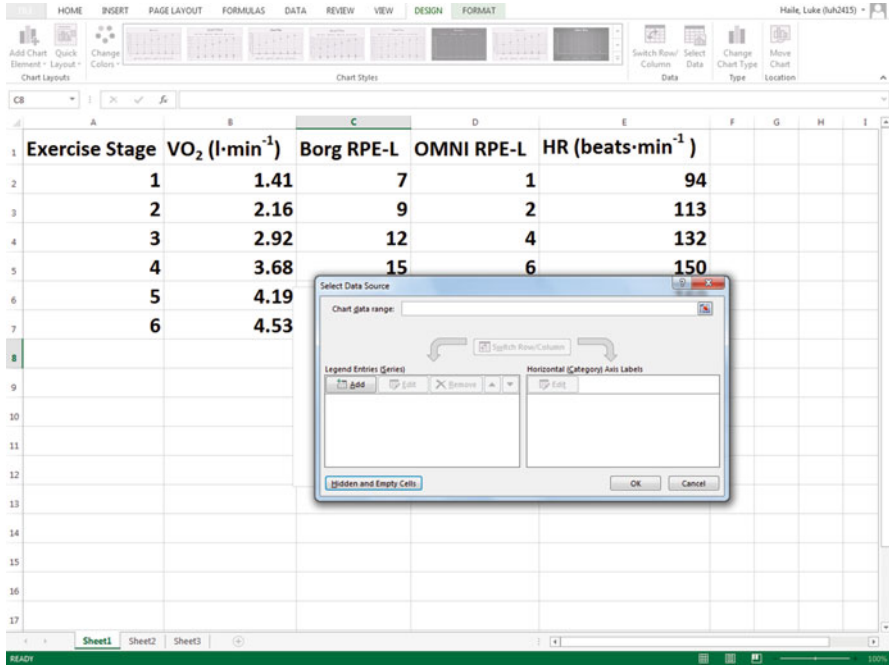 FILE HOME INSERT PAGE LAYOUT FORMULAS DATA REVIEW VIEW DESIGN FORMAT Haile, Luke (luh2415)
Add Chart Element Quick Layout Change Colors Switch Row/ Column Select Data Change Chart Type Move Chart
Chart Layouts Chart Styles Data Type Location
C8 fx
A B C D E F G H I
1 Exercise Stage VO2 (l·min-1) Borg RPE-L OMNI RPE-L HR (beats·min-1 )
2 1 1.41 7 1 94
3 2 2.16 9 2 113
4 3 2.92 12 4 132
5 4 3.68 15 6 150
6 5 4.19
7 6 4.53
8
9
10
11
12
13
14
15
16
17
Select Data Source
Chart data range:
Switch Row/Column
Legend Entries (Series) Horizontal (Category) Axis Labels
Add Edit Remove Edit
Hidden and Empty Cells OK Cancel
Sheet1 Sheet2 Sheet3
READY 100%